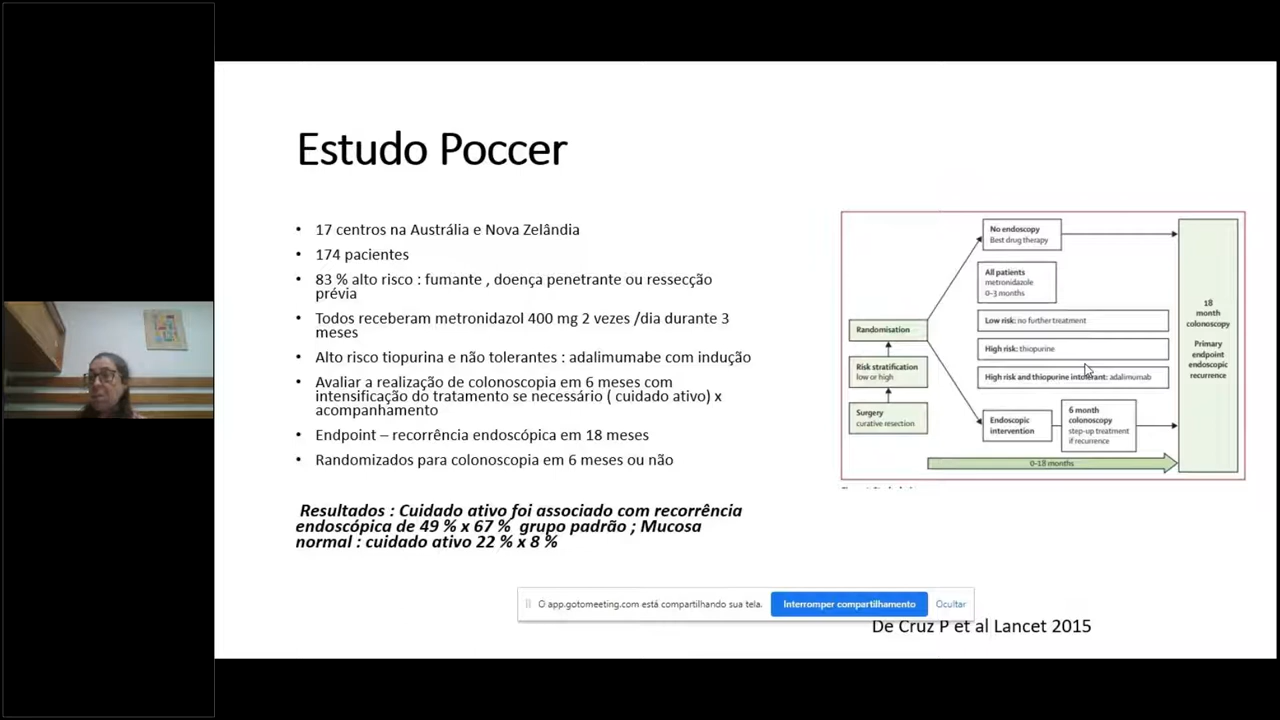 Estudo Poccer
• 17 centros na Austrália e Nova Zelândia
• 174 pacientes
• 83 % alto risco : fumante , doença penetrante ou ressecção
prévia
• Todos receberam metronidazol 400 mg 2 vezes /dia durante 3
meses
• Alto risco tiopurina e não tolerantes : adalimumabe com indução
• Avaliar a realização de colonoscopia em 6 meses com
intensificação do tratamento se necessário ( cuidado ativo) x
acompanhamento
• Endpoint – recorrência endoscópica em 18 meses
• Randomizados para colonoscopia em 6 meses ou não
Resultados : Cuidado ativo foi associado com recorrência
endoscópica de 49 % x 67 % grupo padrão ; Mucosa
normal : cuidado ativo 22 % x 8 %
No endoscopy
Best drug therapy
All patients
metronidazole
0–3 months
Low risk: no further treatment
High risk: thiopurine
High risk and thiopurine intolerant: adalimumab
Randomisation
Risk stratification
low or high
Surgery
curative resection
Endoscopic
intervention
6 month
colonoscopy
step-up treatment
if recurrence
0–18 months
18
month
colonoscopy
Primary
endpoint
endoscopic
recurrence
O app.gotomeeting.com está compartilhando sua tela.
Interromper compartilhamento
Ocultar
De Cruz P et al Lancet 2015